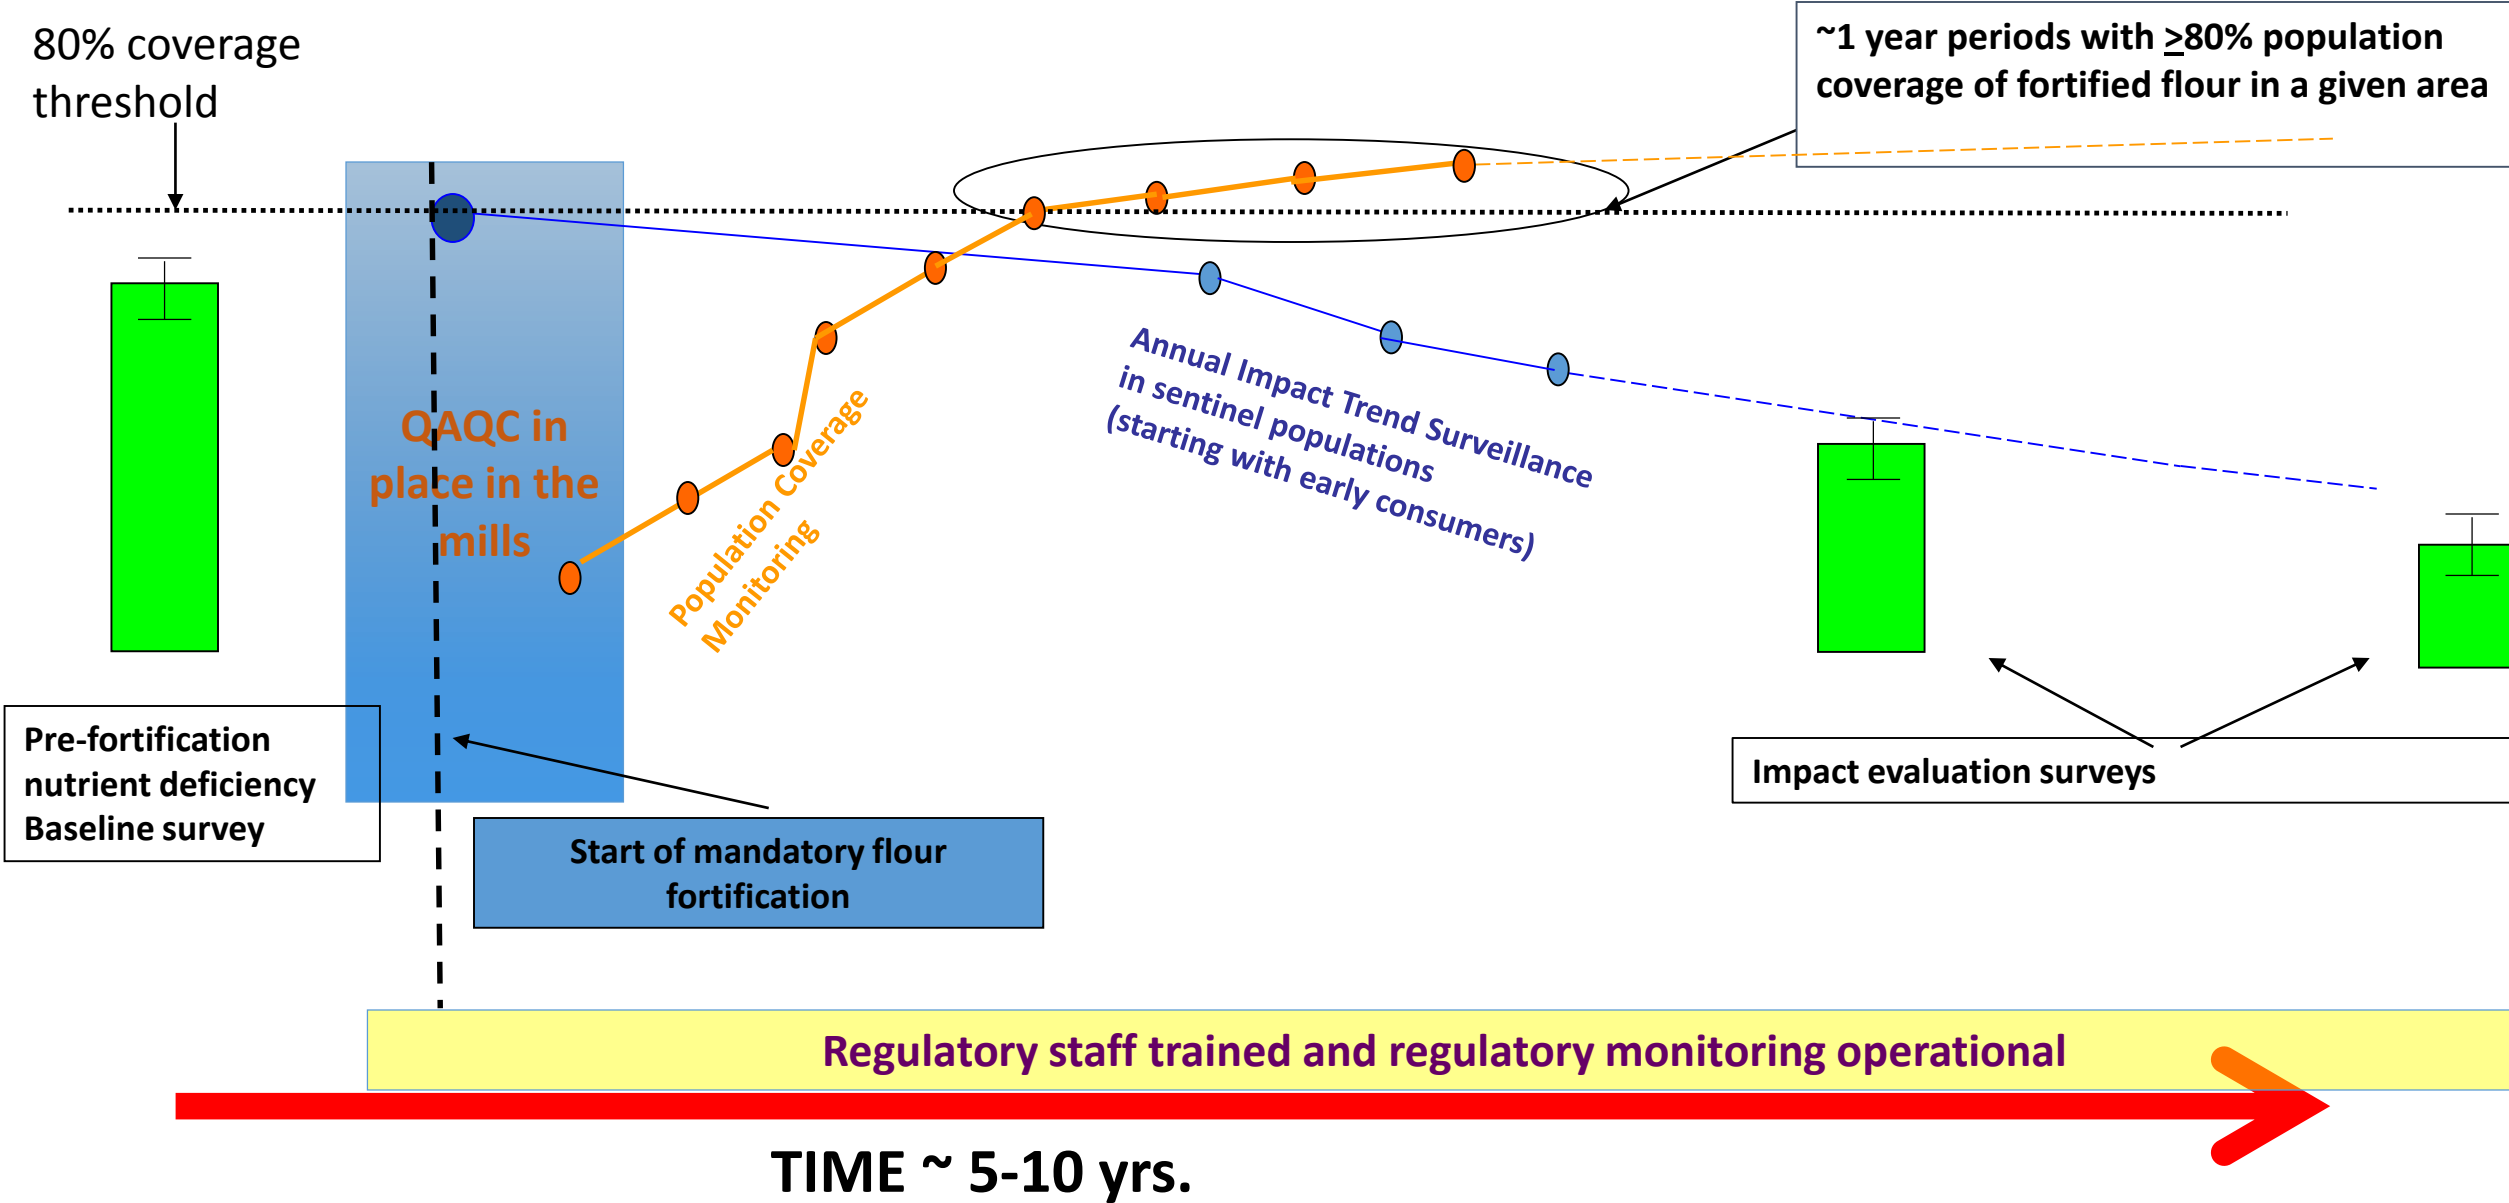 80% coverage
threshold
~1 year periods with ≥80% population
coverage of fortified flour in a given area
QAQC in
place in the
mills
Population Coverage
Monitoring
Annual Impact Trend Surveillance
in sentinel populations
(starting with early consumers)
Pre-fortification
nutrient deficiency
Baseline survey
Impact evaluation surveys
Start of mandatory flour
fortification
Regulatory staff trained and regulatory monitoring operational
TIME ~ 5-10 yrs.